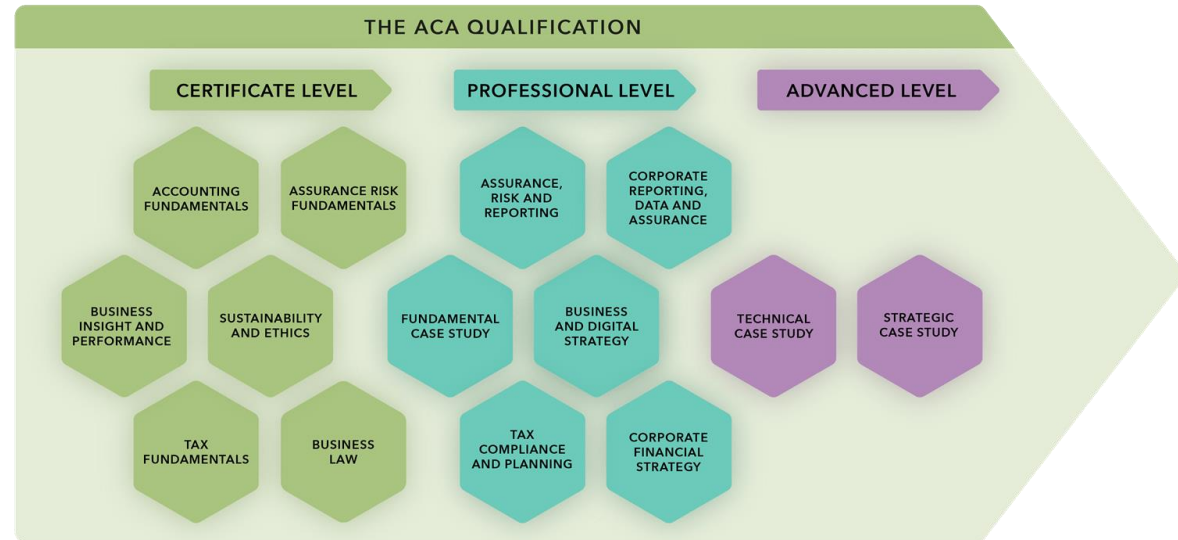 THE ACA QUALIFICATION
CERTIFICATE LEVEL
PROFESSIONAL LEVEL
ADVANCED LEVEL
ACCOUNTING
FUNDAMENTALS
ASSURANCE RISK
FUNDAMENTALS
BUSINESS
INSIGHT AND
PERFORMANCE
SUSTAINABILITY
AND ETHICS
TAX
FUNDAMENTALS
BUSINESS
LAW
ASSURANCE,
RISK AND
REPORTING
CORPORATE
REPORTING,
DATA AND
ASSURANCE
FUNDAMENTAL
CASE STUDY
BUSINESS
AND DIGITAL
STRATEGY
TAX
COMPLIANCE
AND PLANNING
CORPORATE
FINANCIAL
STRATEGY
TECHNICAL
CASE STUDY
STRATEGIC
CASE STUDY